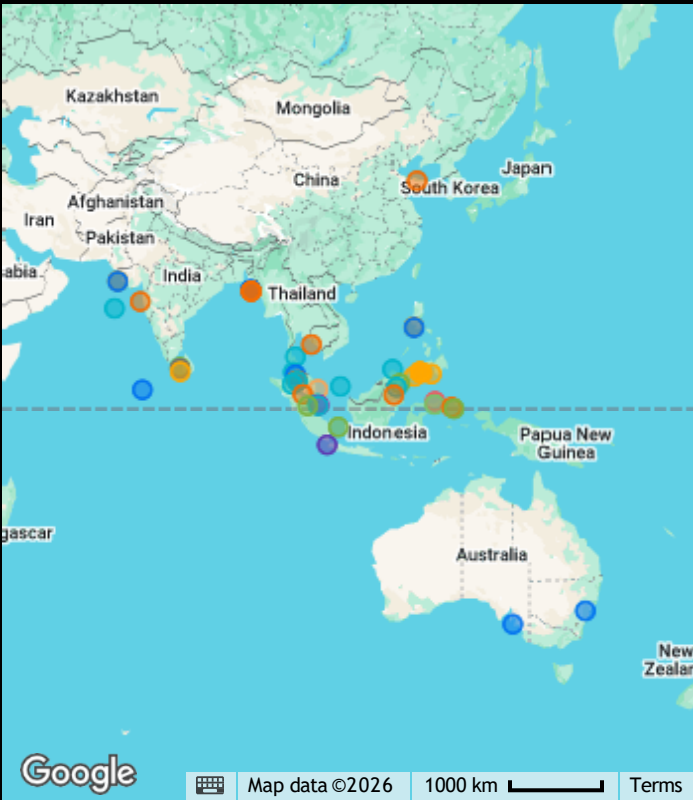 Kazakhstan
Mongolia
Japan
China
South Korea
Afghanistan
Iran
Pakistan
abia
India
Thailand
Indonesia
Papua New
Guinea
gascar
Australia
New
Zealan
Google
Map data ©2026 1000 km Terms